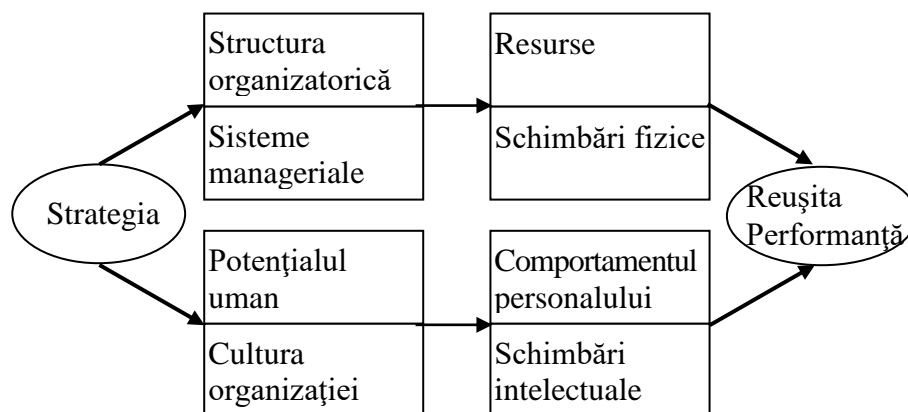 Structura
organizatorică
Sisteme
manageriale
Resurse
Schimbări fizice
Strategia
Reuşita
Performanţă
Potenţialul
uman
Cultura
organizaţiei
Comportamentul
personalului
Schimbări
intelectuale